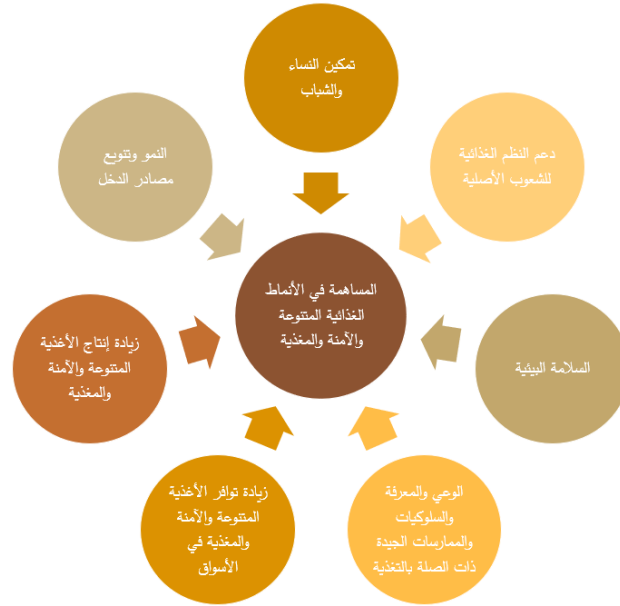 تمكين النساء
والشباب
دعم النظم الغذائية
للشعوب الأصلية
السلامة البيئية
الوعي والمعرفة
والسلوكيات
والممارسات الجيدة
ذات الصلة بالتغذية
زيادة توافر الأغذية
المتنوعة والآمنة
والمغذية في
الأسواق
زيادة إنتاج الأغذية
المتنوعة والآمنة
والمغذية
النمو وتنويع
مصادر الدخل
المساهمة في الأنماط
الغذائية المتنوعة
والآمنة والمغذية